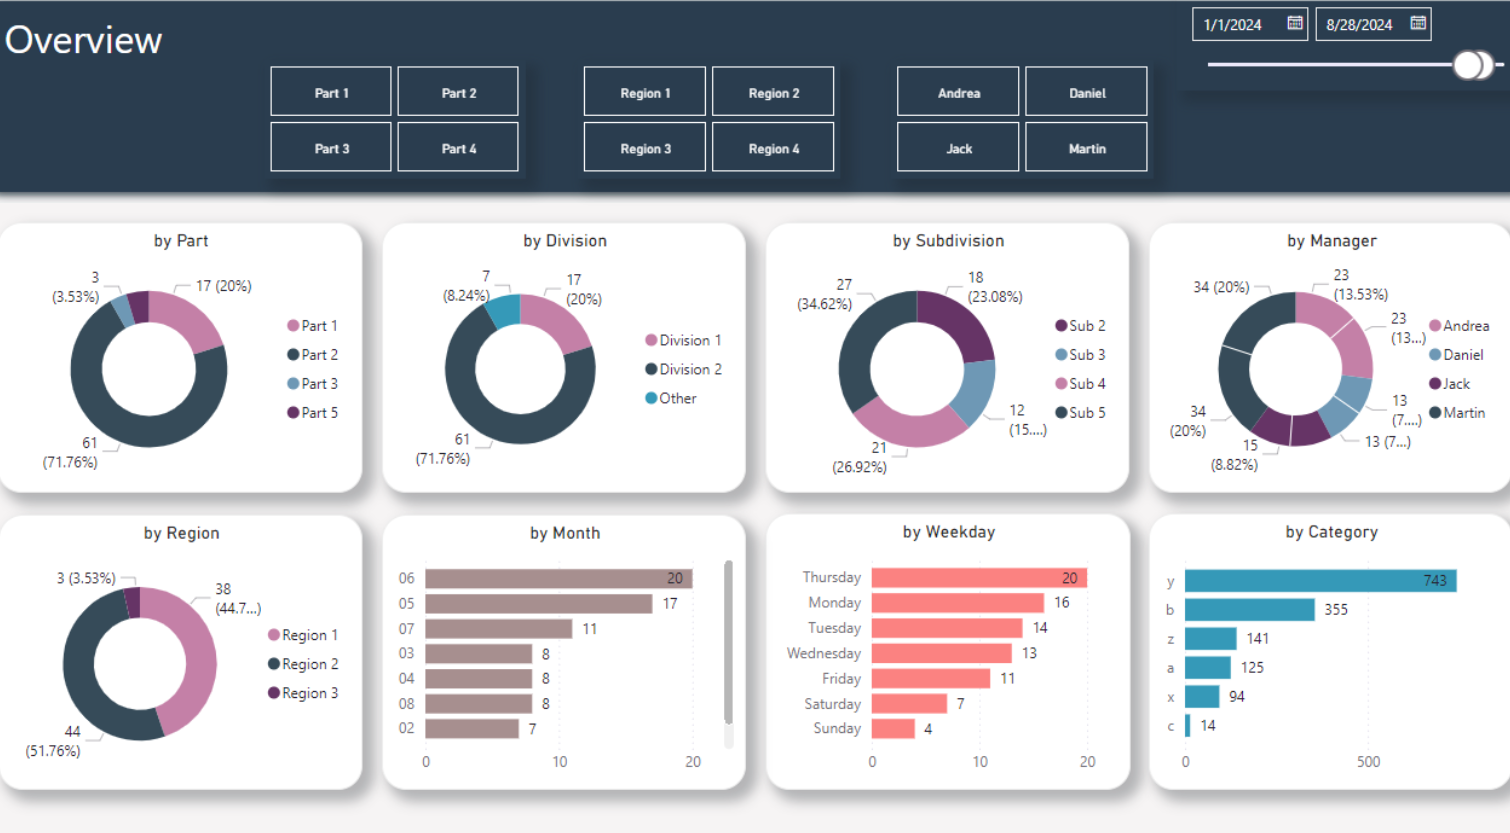 Overview
1/1/2024
8/28/2024
Part 1
Part 2
Part 3
Part 4
Region 1
Region 2
Region 3
Region 4
Andrea
Daniel
Jack
Martin
by Part
3
(3.53%)
17 (20%)
61
(71.76%)
Part 1
Part 2
Part 3
Part 5
by Division
7
(8.24%)
17
(20%)
61
(71.76%)
Division 1
Division 2
Other
by Subdivision
27
(34.62%)
18
(23.08%)
12
(15....)
21
(26.92%)
Sub 2
Sub 3
Sub 4
Sub 5
by Manager
34 (20%)
23
(13.53%)
23
(13...)
13
(7....)
13 (7...)
15
(8.82%)
34
(20%)
Andrea
Daniel
Jack
Martin
by Region
3 (3.53%)
38
(44.7...)
44
(51.76%)
Region 1
Region 2
Region 3
by Month
06 20
05 17
07 11
03 8
04 8
08 8
02 7
0 10 20
by Weekday
Thursday 20
Monday 16
Tuesday 14
Wednesday 13
Friday 11
Saturday 7
Sunday 4
0 10 20
by Category
y 743
b 355
z 141
a 125
x 94
c 14
0 500